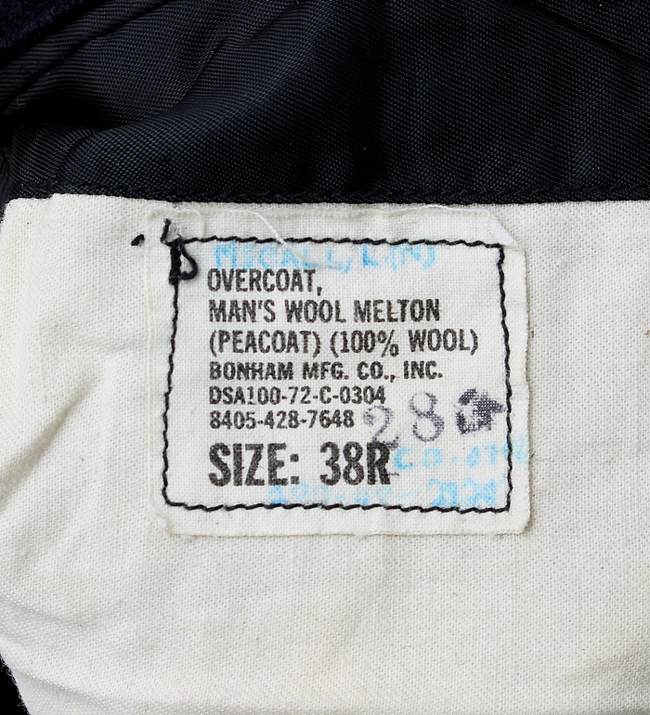 OVERCOAT,
MAN'S WOOL MELTON
(PEACOAT) (100% WOOL)
BONHAM MFG. CO., INC.
DSA100-72-C-0304
8405-428-7648
28
SIZE: 38R